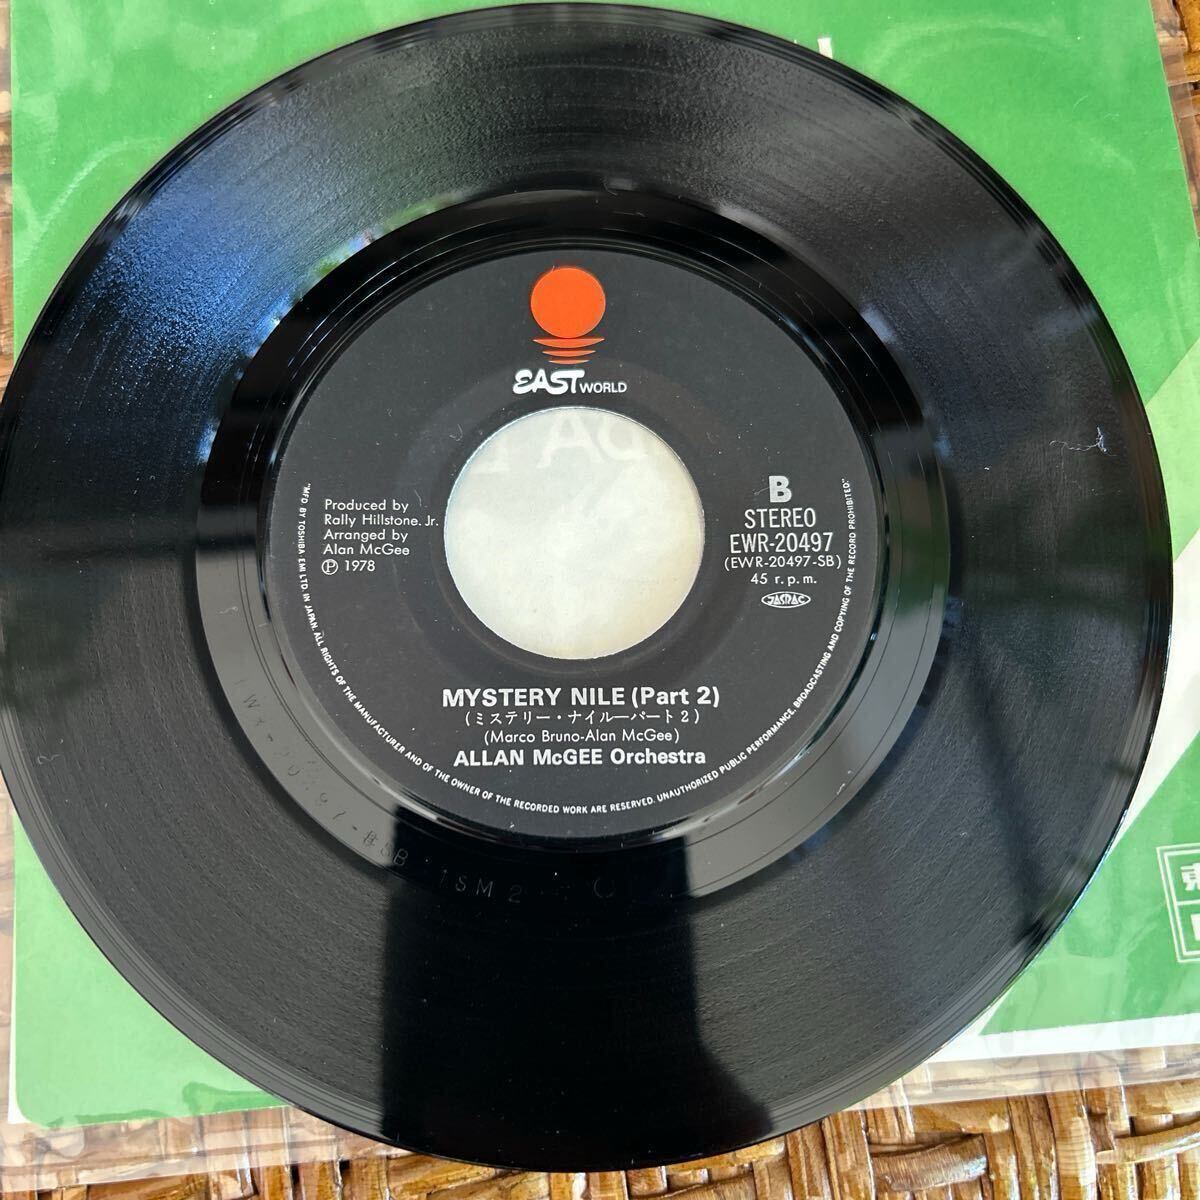 EAST WORLD
Produced by
Rally Hillstone. Jr.
Arranged by
Alan McGee
Ⓟ 1978
B
STEREO
EWR-20497
(EWR-20497-SB)
45 r.p.m.
JASRAC
MYSTERY NILE (Part 2)
(ミステリー・ナイル—パート2)
(Marco Bruno-Alan McGee)
ALLAN McGEE Orchestra
"MFD BY TOSHIBA EMI LTD. IN JAPAN. ALL RIGHTS OF THE MANUFACTURER AND OF THE OWNER OF THE RECORDED WORK ARE RESERVED. UNAUTHORIZED PUBLIC PERFORMANCE, BROADCASTING AND COPYING OF THE RECORD PROHIBITED."
1SM2